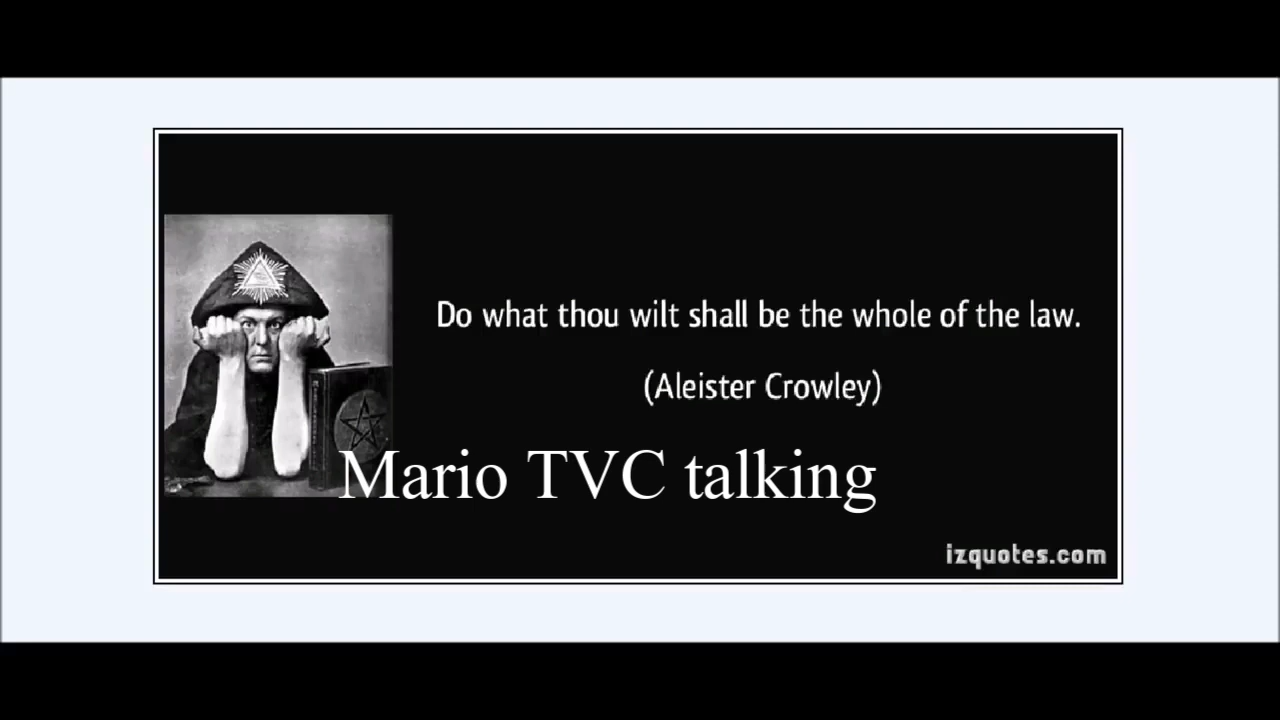 Do what thou wilt shall be the whole of the law.
(Aleister Crowley)
Mario TVC talking
izquotes.com